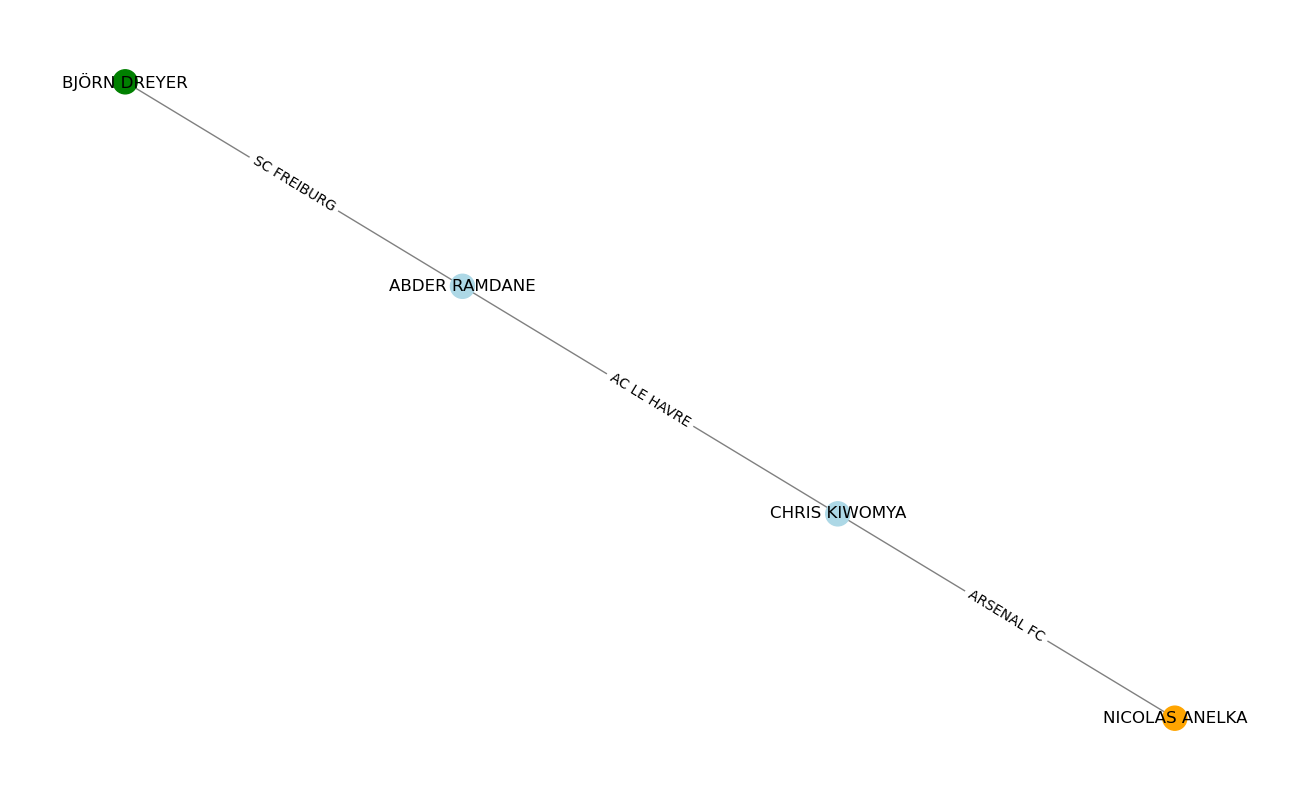 BJÖRN DREYER
SC FREIBURG
ABDER RAMDANE
AC LE HAVRE
CHRIS KIWOMYA
ARSENAL FC
NICOLAS ANELKA